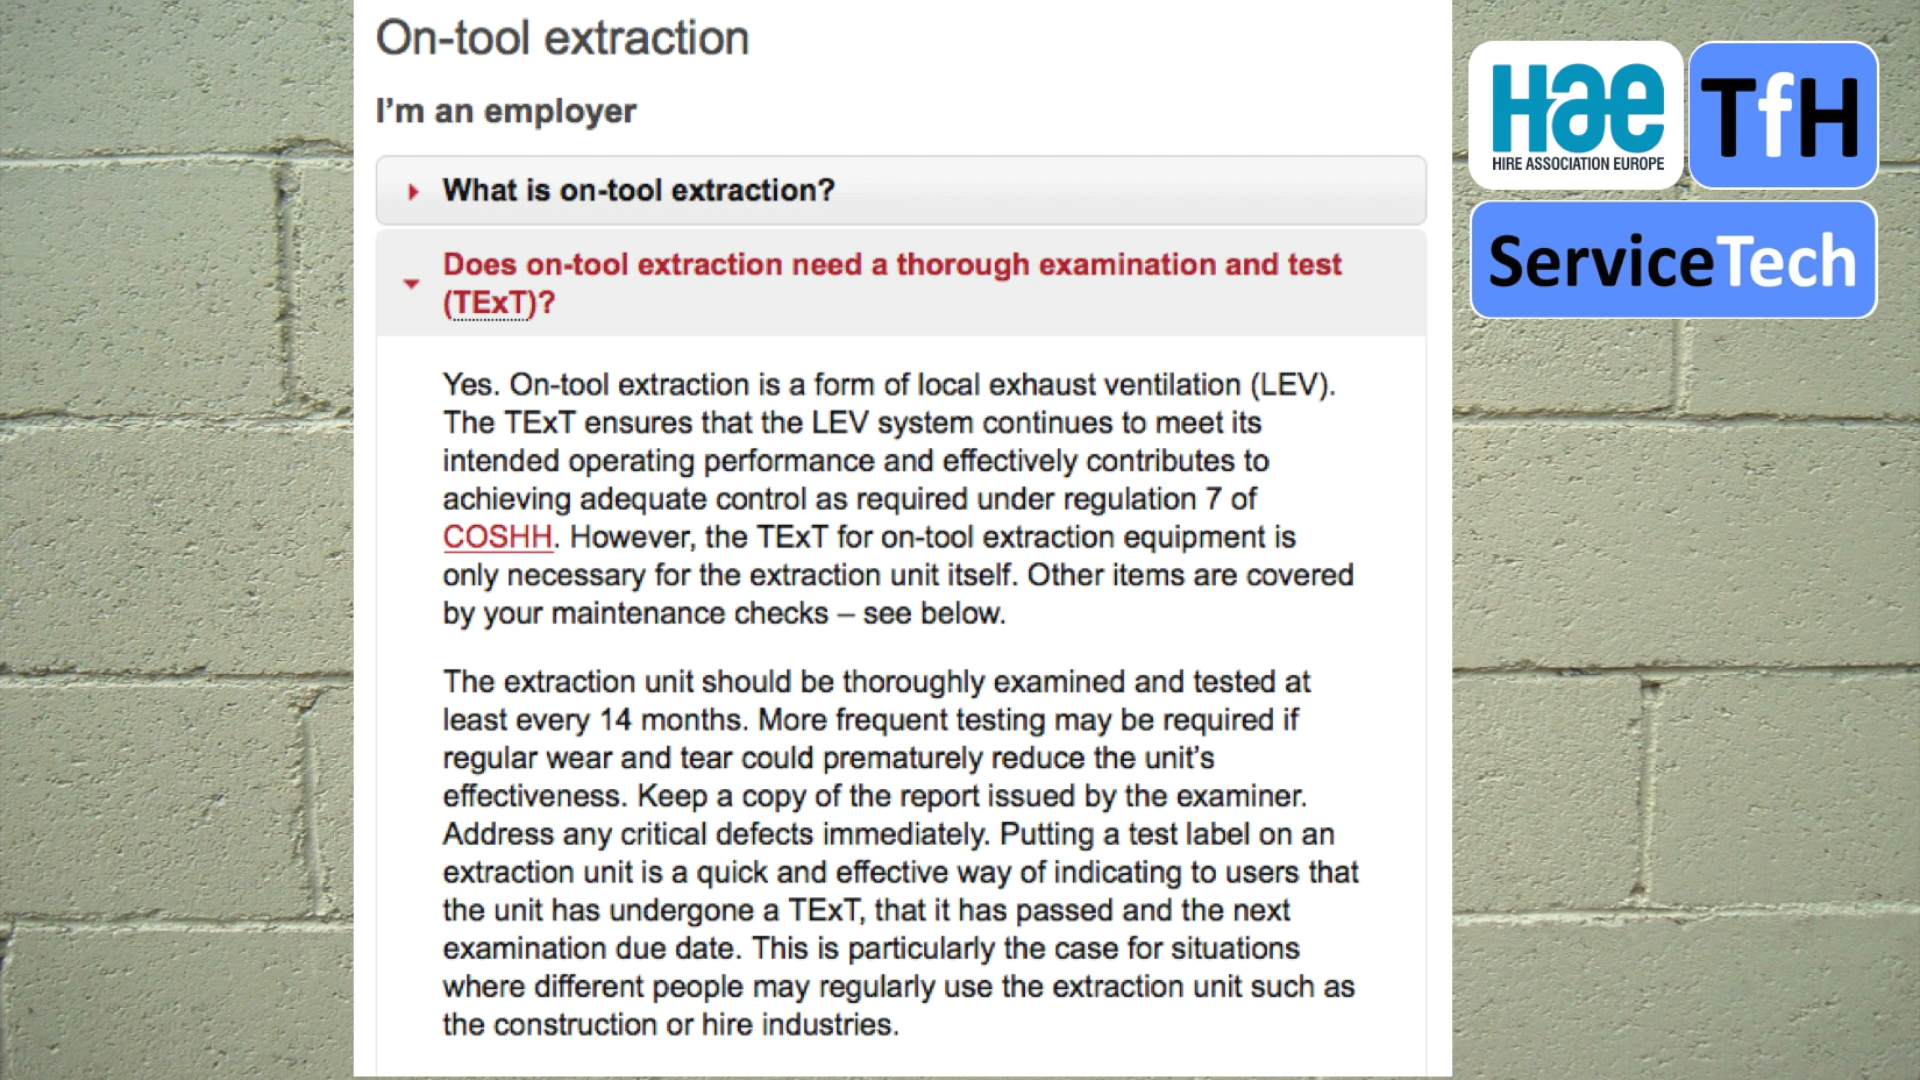 On-tool extraction
I'm an employer
What is on-tool extraction?
Does on-tool extraction need a thorough examination and test
(TExT)?
Yes. On-tool extraction is a form of local exhaust ventilation (LEV).
The TExT ensures that the LEV system continues to meet its
intended operating performance and effectively contributes to
achieving adequate control as required under regulation 7 of
COSHH. However, the TExT for on-tool extraction equipment is
only necessary for the extraction unit itself. Other items are covered
by your maintenance checks – see below.
The extraction unit should be thoroughly examined and tested at
least every 14 months. More frequent testing may be required if
regular wear and tear could prematurely reduce the unit's
effectiveness. Keep a copy of the report issued by the examiner.
Address any critical defects immediately. Putting a test label on an
extraction unit is a quick and effective way of indicating to users that
the unit has undergone a TExT, that it has passed and the next
examination due date. This is particularly the case for situations
where different people may regularly use the extraction unit such as
the construction or hire industries.
Hae
HIRE ASSOCIATION EUROPE
TfH
ServiceTech